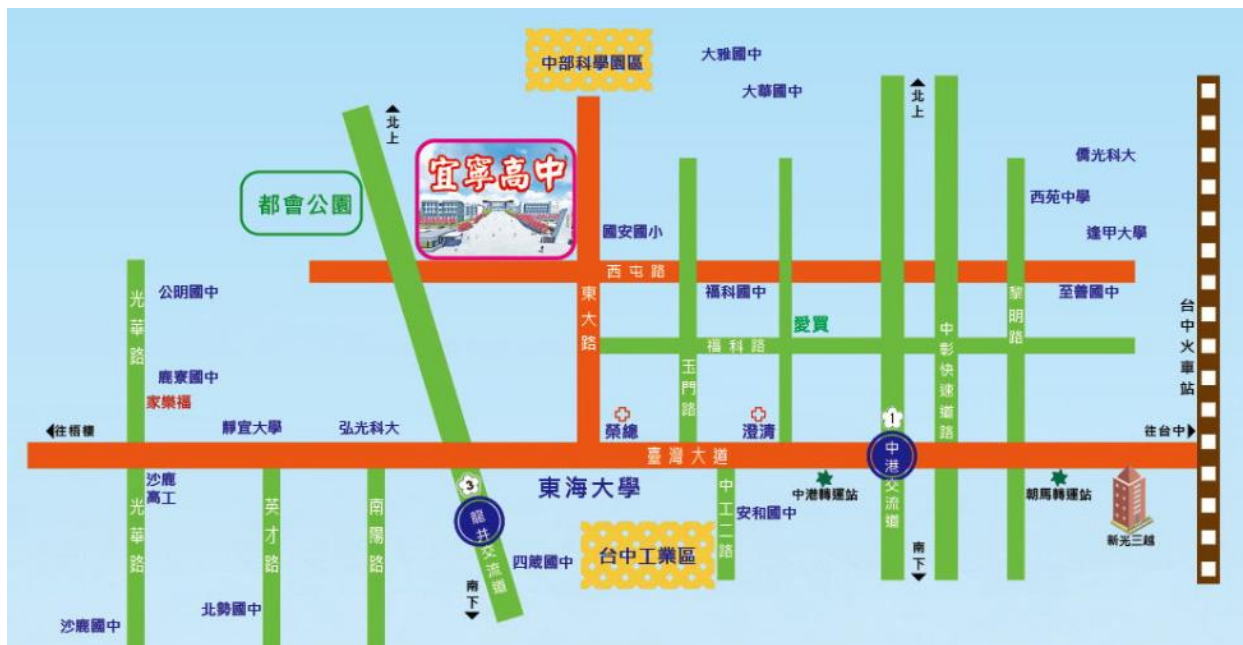 中部科學園區
大雅國中
大華國中
北上
北上
宜寧高中
都會公園
僑光科大
西苑中學
逢甲大學
國安國小
西屯路
公明國中
光華路
東大路
福科國中
黎明路
至善國中
愛買
福科路
中彰快速道路
台中火車站
玉門路
鹿寮國中
家樂福
靜宜大學
弘光科大
榮總
澄清
1
往梧棲
往台中
臺灣大道
中港交流道
沙鹿
高工
光華路
英才路
南陽路
3
龍井交流道
東海大學
中工二路
中港轉運站
朝馬轉運站
安和國中
新光三越
四箴國中
台中工業區
南下
南下
北勢國中
沙鹿國中